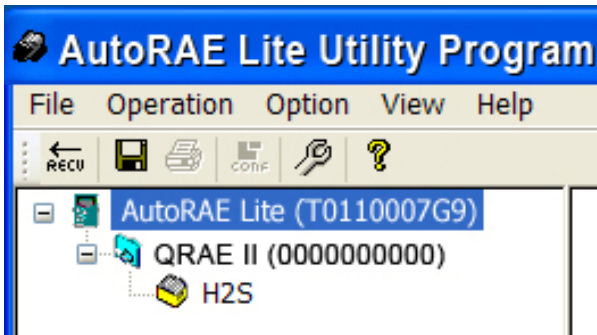 AutoRAE Lite Utility Program
File Operation Option View Help
RECV CONF ?
AutoRAE Lite (T0110007G9)
QRAE II (0000000000)
H2S